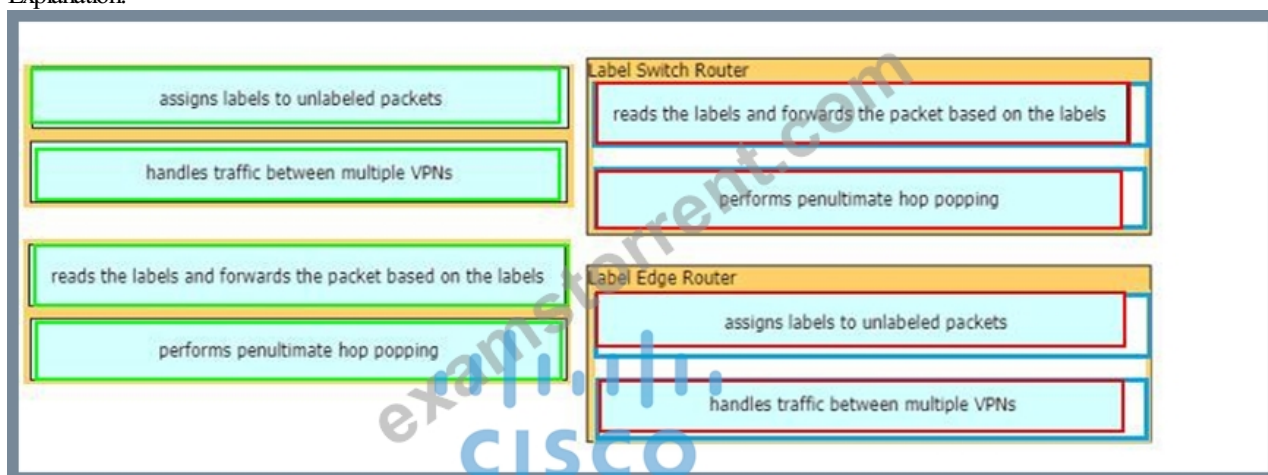 Explanation:
assigns labels to unlabeled packets
handles traffic between multiple VPNs
reads the labels and forwards the packet based on the labels
performs penultimate hop popping
Label Switch Router
reads the labels and forwards the packet based on the labels
performs penultimate hop popping
Label Edge Router
assigns labels to unlabeled packets
handles traffic between multiple VPNs
examstorrent.com
CISCO